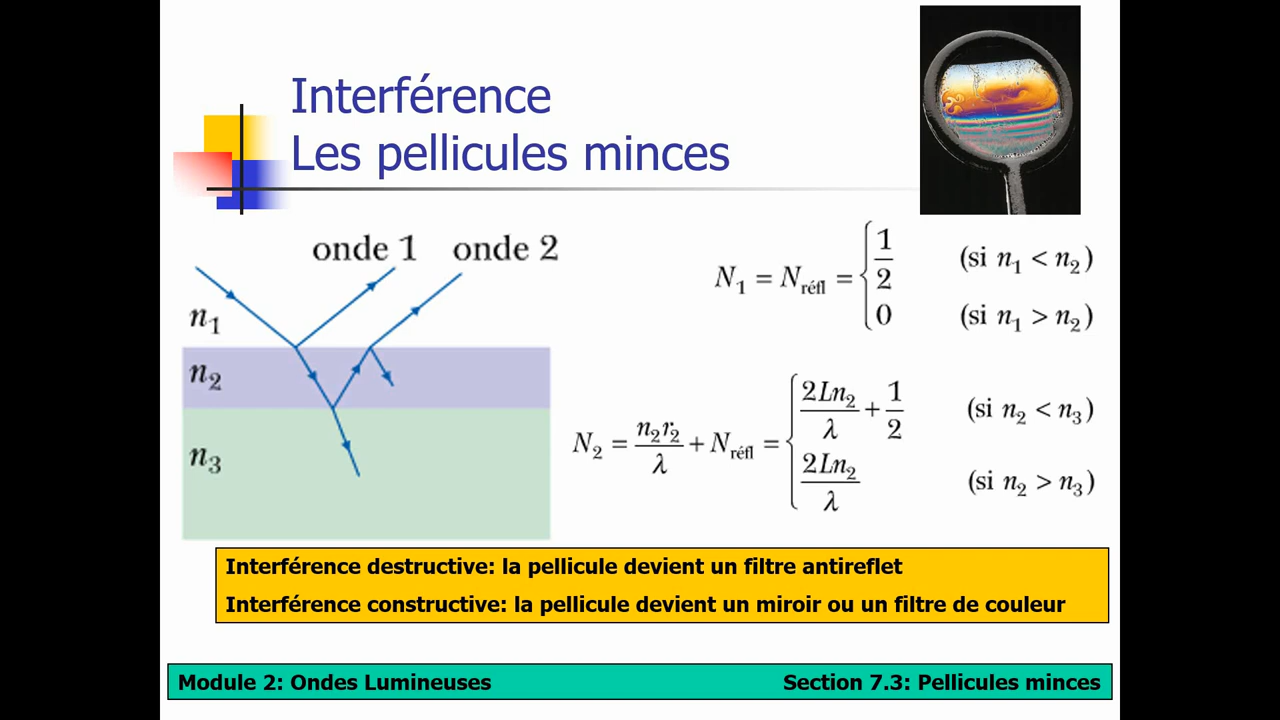 Interférence
Les pellicules minces
onde 1 onde 2
n₁
n₂
n₃
N₁ = N_réfl = { 1/2 (si n₁ < n₂)
0 (si n₁ > n₂)
N₂ = n₂r₂/λ + N_réfl = { 2Ln₂/λ + 1/2 (si n₂ < n₃)
2Ln₂/λ (si n₂ > n₃)
Interférence destructive: la pellicule devient un filtre antireflet
Interférence constructive: la pellicule devient un miroir ou un filtre de couleur
Module 2: Ondes Lumineuses Section 7.3: Pellicules minces